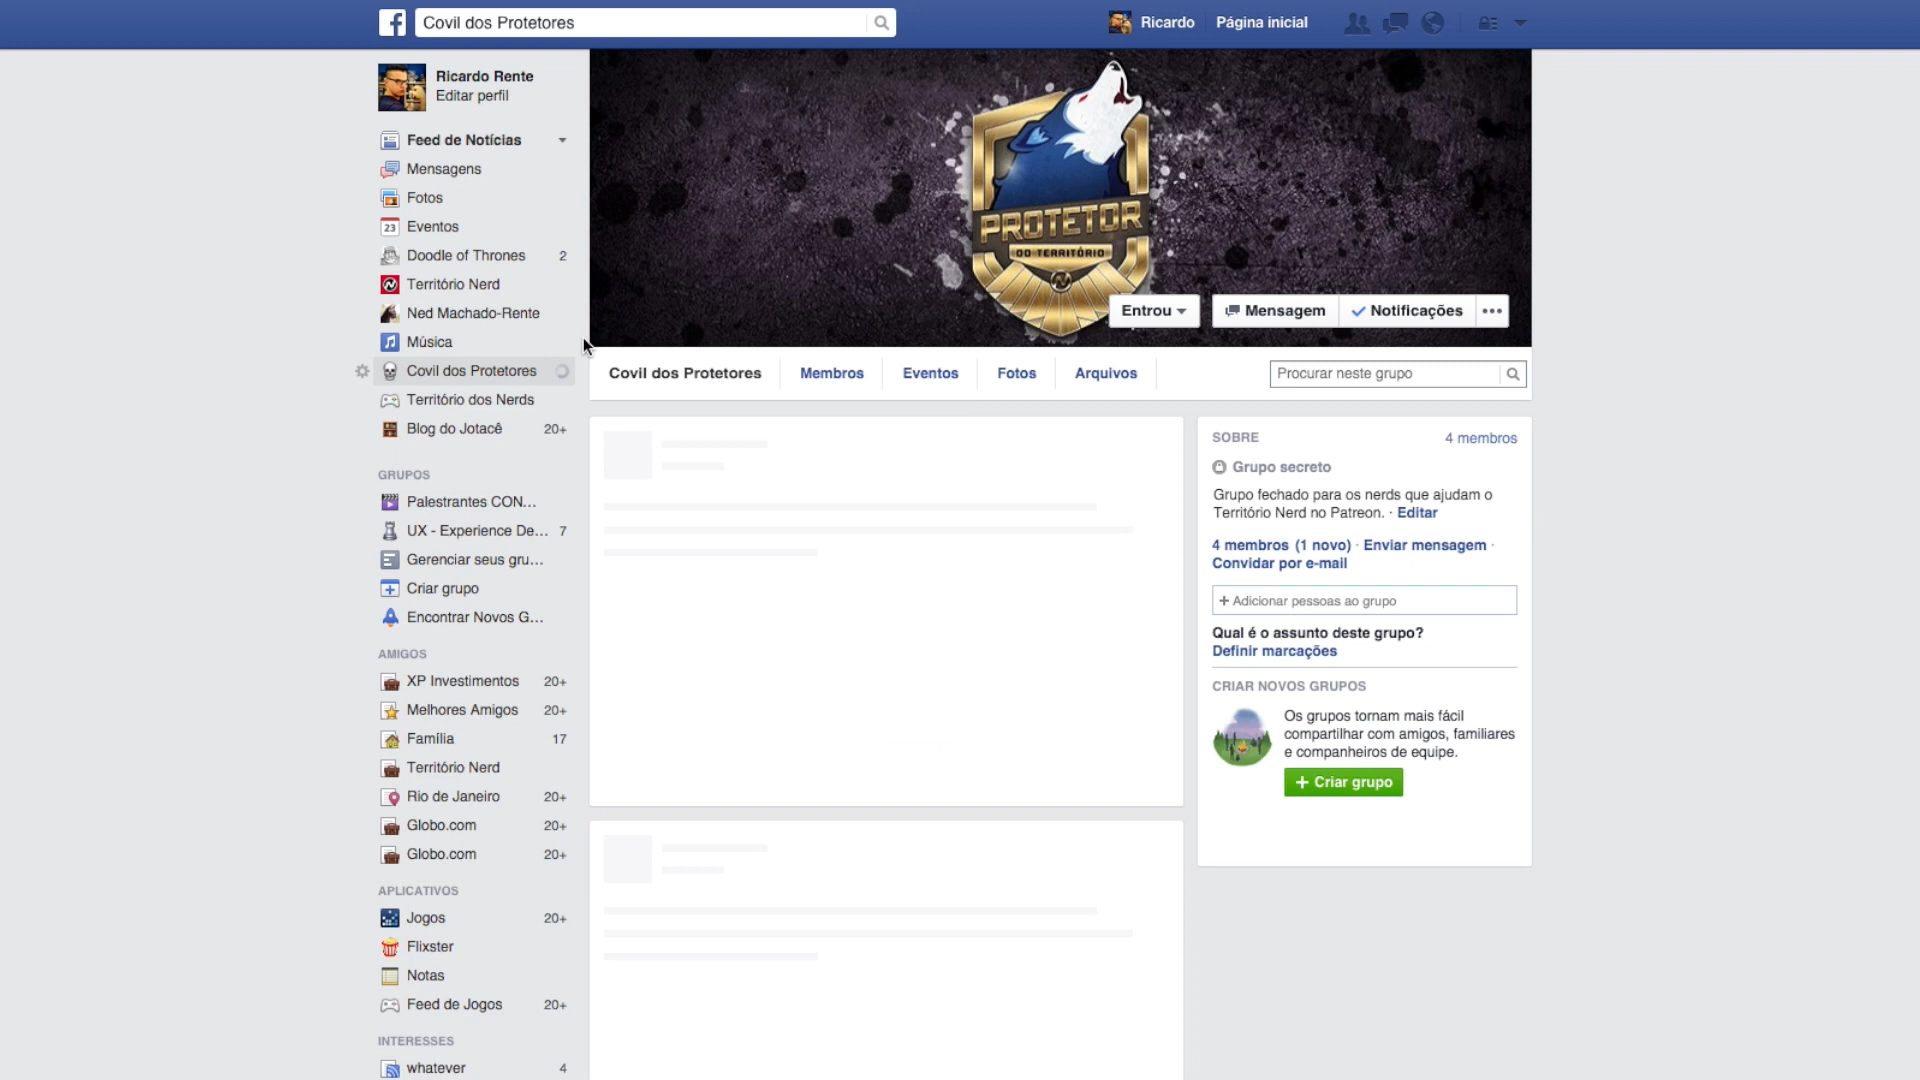 Covil dos Protetores
Ricardo
Página inicial
Ricardo Rente
Editar perfil
Feed de Notícias
Mensagens
Fotos
23 Eventos
Doodle of Thrones 2
Território Nerd
Ned Machado-Rente
Música
Covil dos Protetores
Território dos Nerds
Blog do Jotacê 20+
GRUPOS
Palestrantes CON...
UX - Experience De... 7
Gerenciar seus gru...
Criar grupo
Encontrar Novos G...
AMIGOS
XP Investimentos 20+
Melhores Amigos 20+
Família 17
Território Nerd
Rio de Janeiro 20+
Globo.com 20+
Globo.com 20+
APLICATIVOS
Jogos 20+
Flixster
Notas
Feed de Jogos 20+
INTERESSES
whatever 4
PROTETOR
DO TERRITÓRIO
Entrou
Mensagem
Notificações
Covil dos Protetores
Membros
Eventos
Fotos
Arquivos
Procurar neste grupo
SOBRE
4 membros
Grupo secreto
Grupo fechado para os nerds que ajudam o
Território Nerd no Patreon. · Editar
4 membros (1 novo) · Enviar mensagem ·
Convidar por e-mail
+ Adicionar pessoas ao grupo
Qual é o assunto deste grupo?
Definir marcações
CRIAR NOVOS GRUPOS
Os grupos tornam mais fácil
compartilhar com amigos, familiares
e companheiros de equipe.
+ Criar grupo